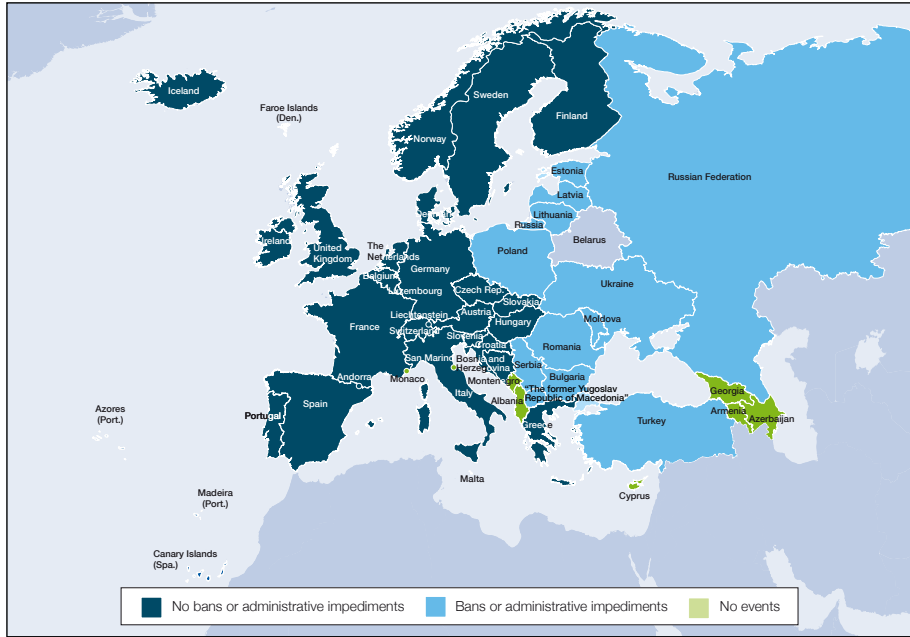 Iceland
Faroe Islands
(Den.)
Sweden
Finland
Norway
Russian Federation
Estonia
Latvia
Lithuania
Russia
Denmark
Belarus
Ireland
United
Kingdom
The
Netherlands
Poland
Germany
Belgium
Luxembourg
Czech Rep.
Ukraine
Slovakia
Liechtenstein
Austria
Hungary
Moldova
France
Switzerland
Slovenia
Croatia
Romania
San Marino
Bosnia and
Herzegovina
Serbia
Andorra
Monaco
Bulgaria
Montenegro
Italy
"The former Yugoslav
Republic of Macedonia"
Georgia
Albania
Armenia
Azerbaijan
Azores
(Port.)
Portugal
Spain
Greece
Turkey
Malta
Cyprus
Madeira
(Port.)
Canary Islands
(Spa.)
No bans or administrative impediments
Bans or administrative impediments
No events